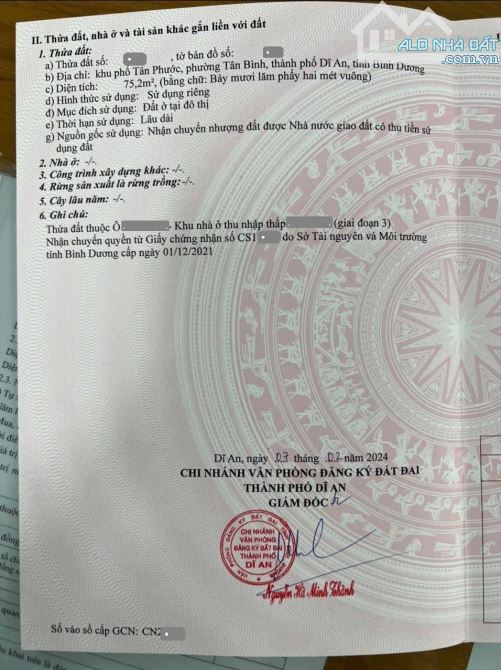 ALO NHÀ ĐẤT
II. Thửa đất, nhà ở và tài sản khác gắn liền với đất
1. Thửa đất:
a) Thửa đất số: , tờ bản đồ số:
b) Địa chỉ: khu phố Tân Phước, phường Tân Bình, thành phố Dĩ An, tỉnh Bình Dương
c) Diện tích: 75,2m², (bằng chữ: Bảy mươi lăm phẩy hai mét vuông)
d) Hình thức sử dụng: Sử dụng riêng
đ) Mục đích sử dụng: Đất ở tại đô thị
e) Thời hạn sử dụng: Lâu dài
g) Nguồn gốc sử dụng: Nhận chuyển nhượng đất được Nhà nước giao đất có thu tiền sử
dụng đất
2. Nhà ở: -/-.
3. Công trình xây dựng khác: -/-.
4. Rừng sản xuất là rừng trồng: -/-.
5. Cây lâu năm: -/-.
6. Ghi chú:
Thửa đất thuộc Ô - Khu nhà ở thu nhập thấp (giai đoạn 3)
Nhận chuyển quyền từ Giấy chứng nhận số CS1 do Sở Tài nguyên và Môi trường
tỉnh Bình Dương cấp ngày 01/12/2021
Dĩ An, ngày 03 tháng 02 năm 2024
CHI NHÁNH VĂN PHÒNG ĐĂNG KÝ ĐẤT ĐAI
THÀNH PHỐ DĨ AN
GIÁM ĐỐC
CHI NHÁNH
VĂN PHÒNG
ĐĂNG KÝ ĐẤT ĐAI
THÀNH PHỐ
DĨ AN
Nguyễn Hà Minh Thành
Số vào sổ cấp GCN: CN2